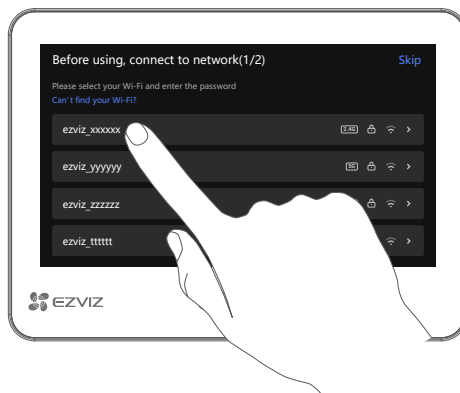 Before using, connect to network(1/2) Skip
Please select your Wi-Fi and enter the password
Can't find your Wi-Fi?
ezviz_xxxxxx 2.4G
ezviz_yyyyyy 5G
ezviz_zzzzzz
ezviz_tttttt
EZVIZ